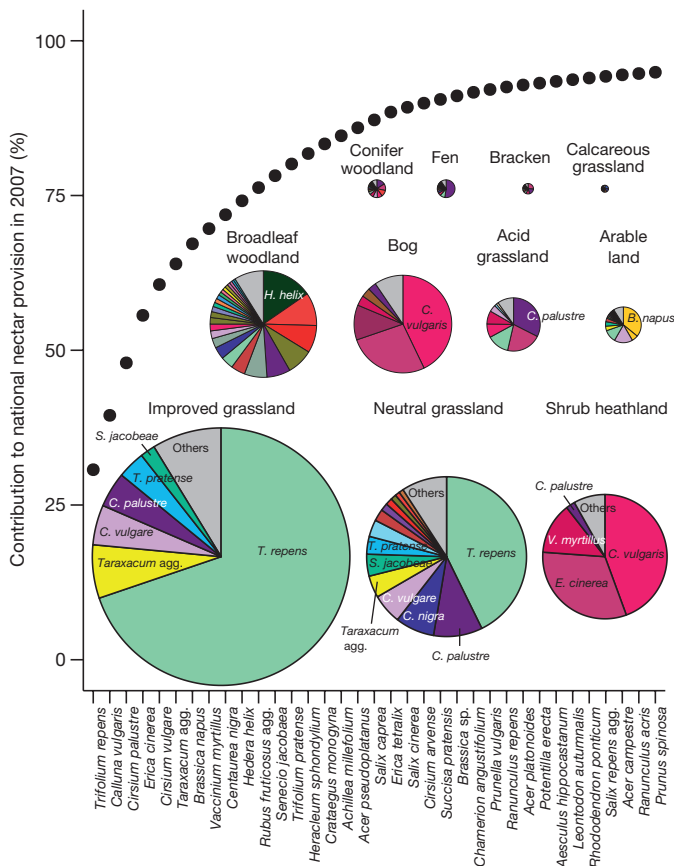 100
75
50
25
0
Contribution to national nectar provision in 2007 (%)
Conifer
woodland
Fen
Bracken
Calcareous
grassland
Broadleaf
woodland
H. helix
Bog
C.
vulgaris
Acid
grassland
C. palustre
Arable
land
B. napus
Improved grassland
S. jacobeae
Others
T. pratense
C. palustre
C. vulgare
Taraxacum agg.
T. repens
Neutral grassland
Others
T. pratense
S. jacobeae
T. repens
C. vulgare
C. nigra
Taraxacum
agg.
C. palustre
Shrub heathland
C. palustre
Others
V. myrtillus
C. vulgaris
E. cinerea
Trifolium repens
Calluna vulgaris
Cirsium palustre
Erica cinerea
Cirsium vulgare
Taraxacum agg.
Brassica napus
Vaccinium myrtillus
Centaurea nigra
Hedera helix
Rubus fruticosus agg.
Senecio jacobaea
Trifolium pratense
Heracleum sphondylium
Crataegus monogyna
Achillea millefolium
Acer pseudoplatanus
Salix caprea
Erica tetralix
Salix cinerea
Cirsium arvense
Succisa pratensis
Brassica sp.
Chamerion angustifolium
Prunella vulgaris
Ranunculus repens
Acer platonoides
Potentilla erecta
Aesculus hippocastanum
Leontodon autumnalis
Rhododendron ponticum
Salix repens agg.
Acer campestre
Ranunculus acris
Prunus spinosa